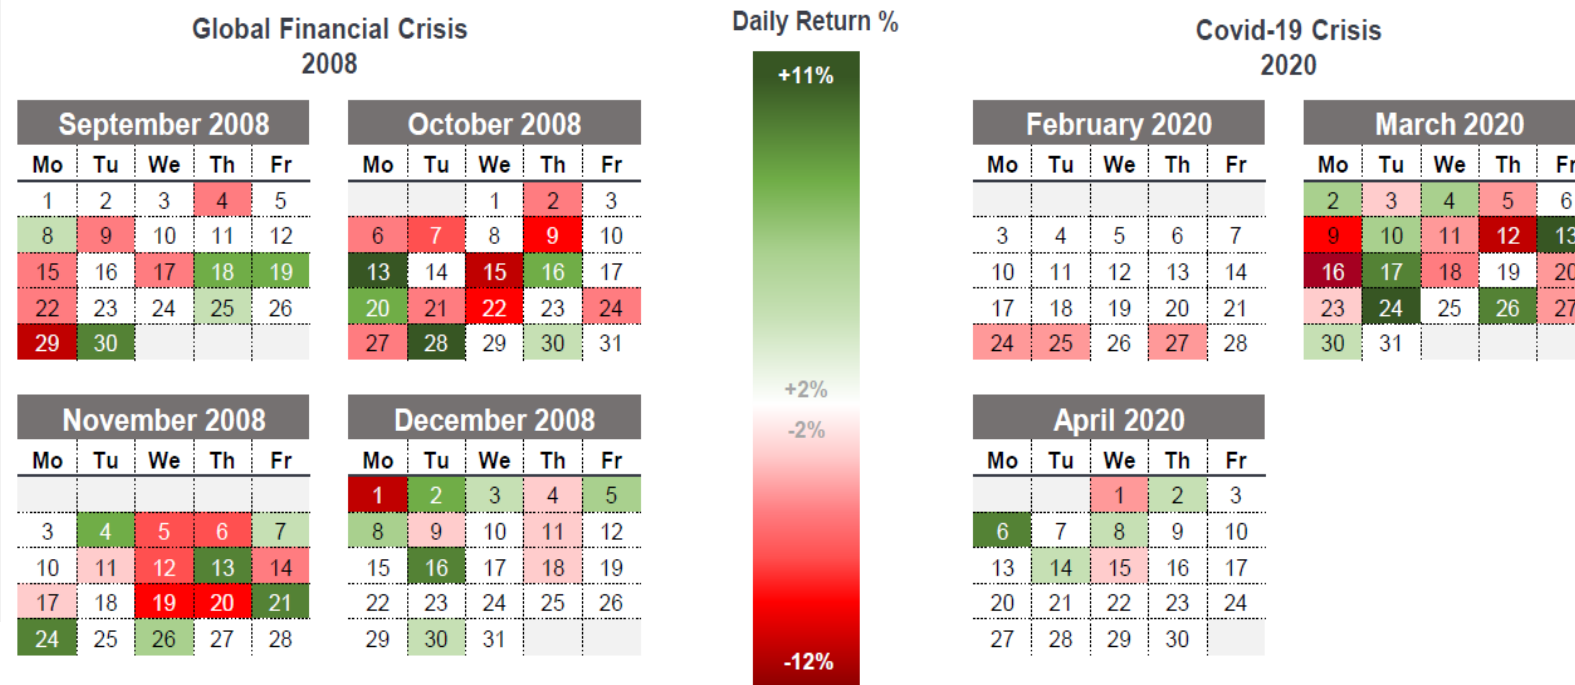 Global Financial Crisis
2008
September 2008
Mo Tu We Th Fr
1 2 3 4 5
8 9 10 11 12
15 16 17 18 19
22 23 24 25 26
29 30
October 2008
Mo Tu We Th Fr
1 2 3
6 7 8 9 10
13 14 15 16 17
20 21 22 23 24
27 28 29 30 31
November 2008
Mo Tu We Th Fr
3 4 5 6 7
10 11 12 13 14
17 18 19 20 21
24 25 26 27 28
December 2008
Mo Tu We Th Fr
1 2 3 4 5
8 9 10 11 12
15 16 17 18 19
22 23 24 25 26
29 30 31
Daily Return %
+11%
+2%
-2%
-12%
Covid-19 Crisis
2020
February 2020
Mo Tu We Th Fr
3 4 5 6 7
10 11 12 13 14
17 18 19 20 21
24 25 26 27 28
March 2020
Mo Tu We Th Fr
2 3 4 5 6
9 10 11 12 13
16 17 18 19 20
23 24 25 26 27
30 31
April 2020
Mo Tu We Th Fr
1 2 3
6 7 8 9 10
13 14 15 16 17
20 21 22 23 24
27 28 29 30